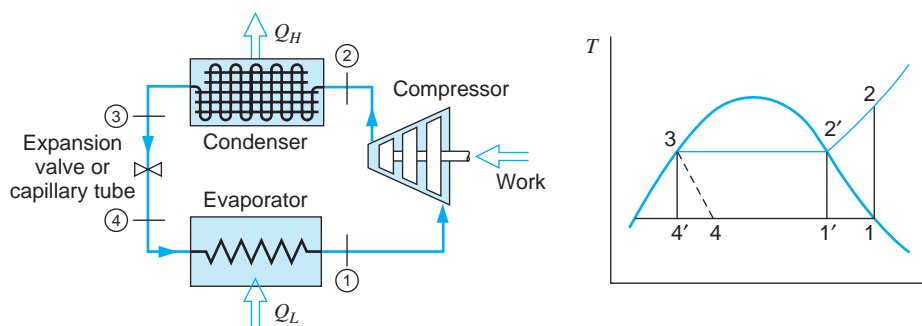 Q_H
2
Compressor
3
Condenser
Expansion
valve or
capillary tube
Work
Evaporator
4
1
Q_L
T
2
3
2′
4′
4
1′
1